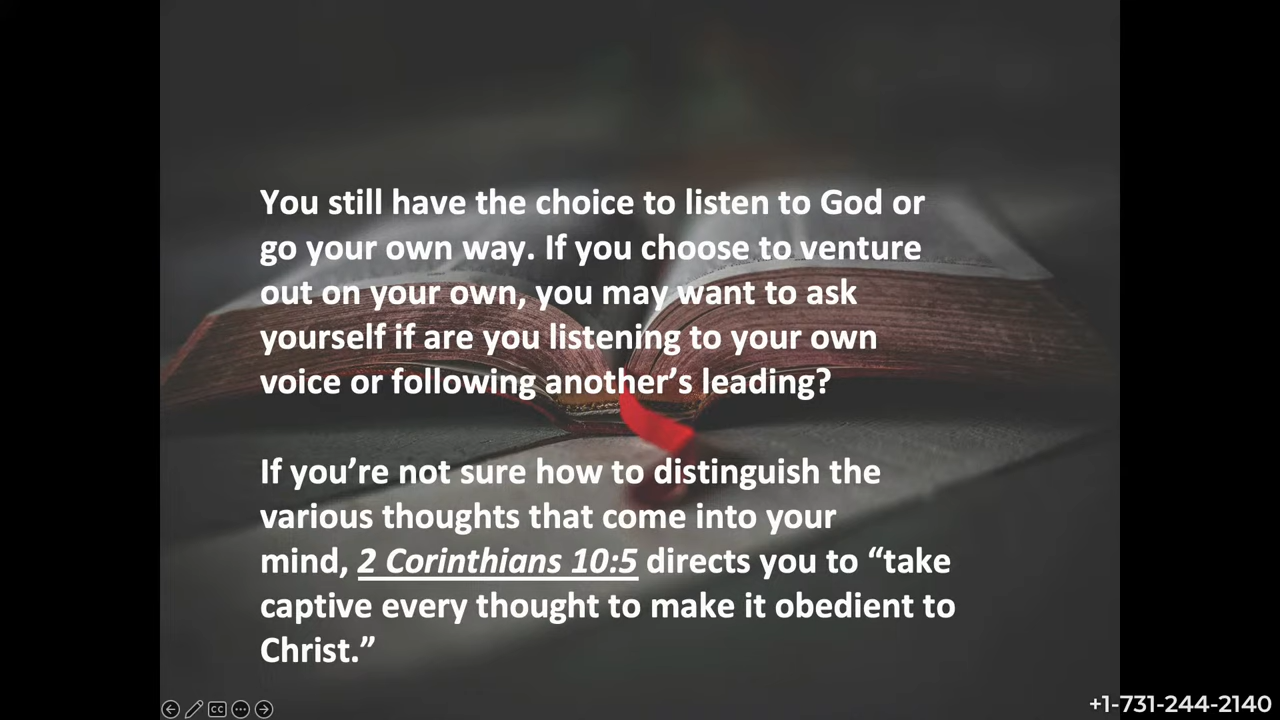 You still have the choice to listen to God or
go your own way. If you choose to venture
out on your own, you may want to ask
yourself if are you listening to your own
voice or following another’s leading?
If you’re not sure how to distinguish the
various thoughts that come into your
mind, 2 Corinthians 10:5 directs you to “take
captive every thought to make it obedient to
Christ.”
CC
+1-731-244-2140